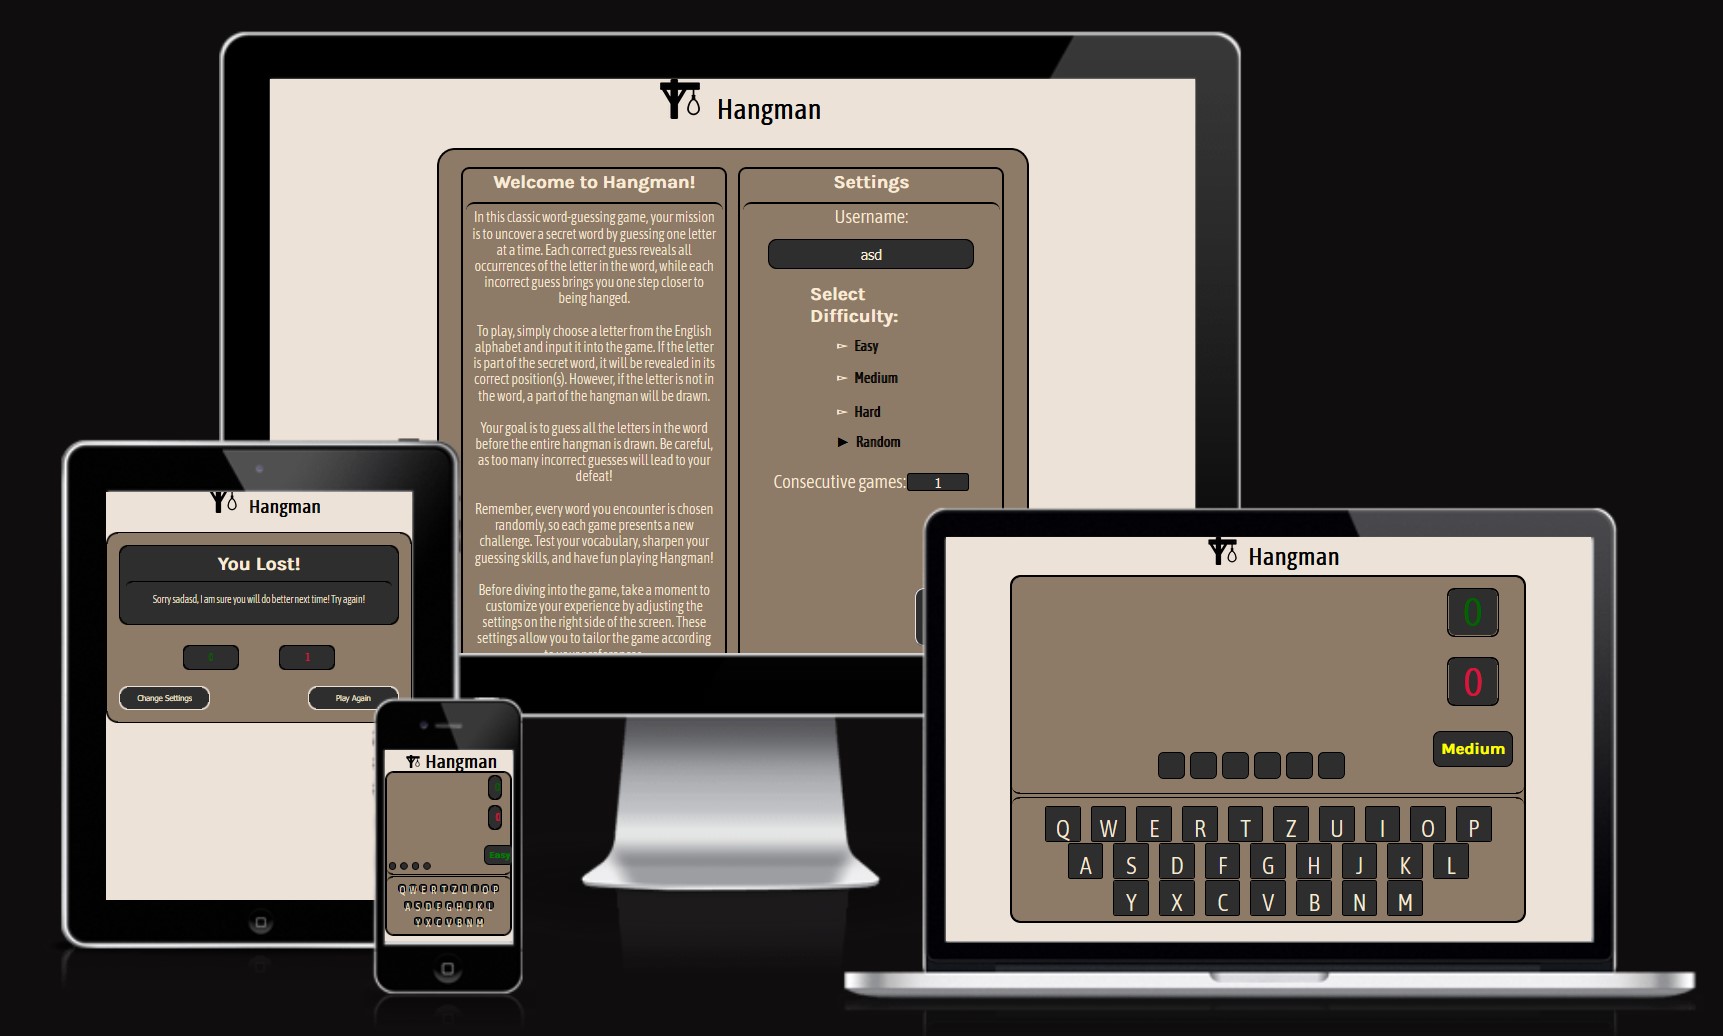 Hangman
Welcome to Hangman!
In this classic word-guessing game, your mission
is to uncover a secret word by guessing one letter
at a time. Each correct guess reveals all
occurrences of the letter in the word, while each
incorrect guess brings you one step closer to
being hanged.
To play, simply choose a letter from the English
alphabet and input it into the game. If the letter
is part of the secret word, it will be revealed in its
correct position(s). However, if the letter is not in
the word, a part of the hangman will be drawn.
Your goal is to guess all the letters in the word
before the entire hangman is drawn. Be careful,
as too many incorrect guesses will lead to your
defeat!
Remember, every word you encounter is chosen
randomly, so each game presents a new
challenge. Test your vocabulary, sharpen your
guessing skills, and have fun playing Hangman!
Before diving into the game, take a moment to
customize your experience by adjusting the
settings on the right side of the screen. These
settings allow you to tailor the game according
Settings
Username:
asd
Select
Difficulty:
Easy
Medium
Hard
Random
Consecutive games: 1
Hangman
You Lost!
Sorry sadasd, I am sure you will do better next time! Try again!
0 1
Change Settings Play Again
Hangman
0
0
Easy
Q W E R T Z U I O P
A S D F G H J K L
Y X C V B N M
Hangman
0
0
Medium
Q W E R T Z U I O P
A S D F G H J K L
Y X C V B N M